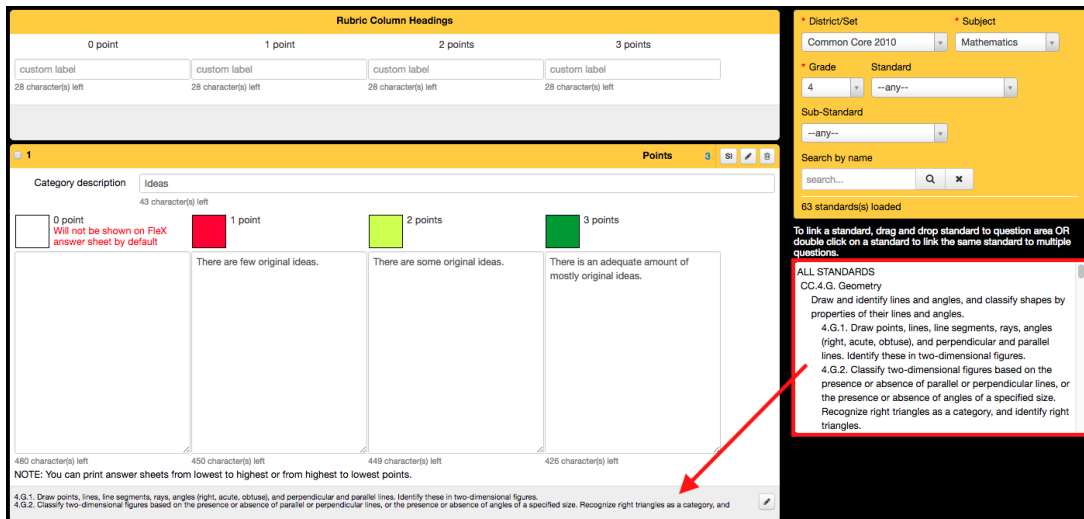 Rubric Column Headings
0 point 1 point 2 points 3 points
custom label custom label custom label custom label
28 character(s) left 28 character(s) left 28 character(s) left 28 character(s) left
1 Points 3 SI
Category description Ideas
43 character(s) left
0 point 1 point 2 points 3 points
Will not be shown on FleX
answer sheet by default
There are few original ideas. There are some original ideas. There is an adequate amount of
mostly original ideas.
480 character(s) left 450 character(s) left 449 character(s) left 426 character(s) left
NOTE: You can print answer sheets from lowest to highest or from highest to lowest points.
4.G.1. Draw points, lines, line segments, rays, angles (right, acute, obtuse), and perpendicular and parallel lines. Identify these in two-dimensional figures.
4.G.2. Classify two-dimensional figures based on the presence or absence of parallel or perpendicular lines, or the presence or absence of angles of a specified size. Recognize right triangles as a category, and
* District/Set * Subject
Common Core 2010 Mathematics
* Grade Standard
4 --any--
Sub-Standard
--any--
Search by name
search...
63 standards(s) loaded
To link a standard, drag and drop standard to question area OR
double click on a standard to link the same standard to multiple
questions.
ALL STANDARDS
CC.4.G. Geometry
Draw and identify lines and angles, and classify shapes by
properties of their lines and angles.
4.G.1. Draw points, lines, line segments, rays, angles
(right, acute, obtuse), and perpendicular and parallel
lines. Identify these in two-dimensional figures.
4.G.2. Classify two-dimensional figures based on the
presence or absence of parallel or perpendicular lines, or
the presence or absence of angles of a specified size.
Recognize right triangles as a category, and identify right
triangles.